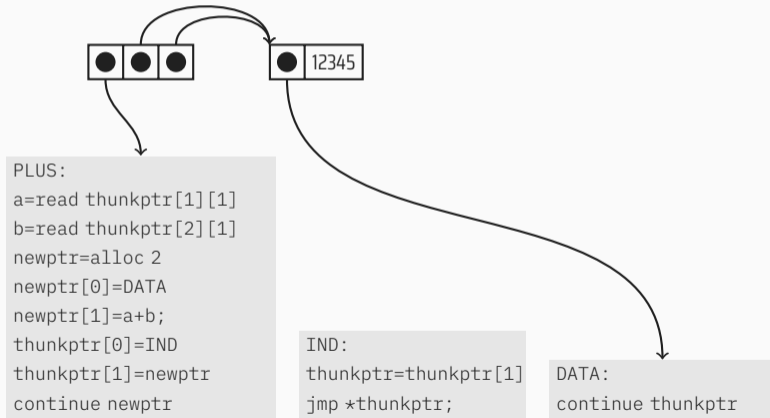 12345
PLUS:
a=read thunkptr[1][1]
b=read thunkptr[2][1]
newptr=alloc 2
newptr[0]=DATA
newptr[1]=a+b;
thunkptr[0]=IND
thunkptr[1]=newptr
continue newptr
IND:
thunkptr=thunkptr[1]
jmp *thunkptr;
DATA:
continue thunkptr